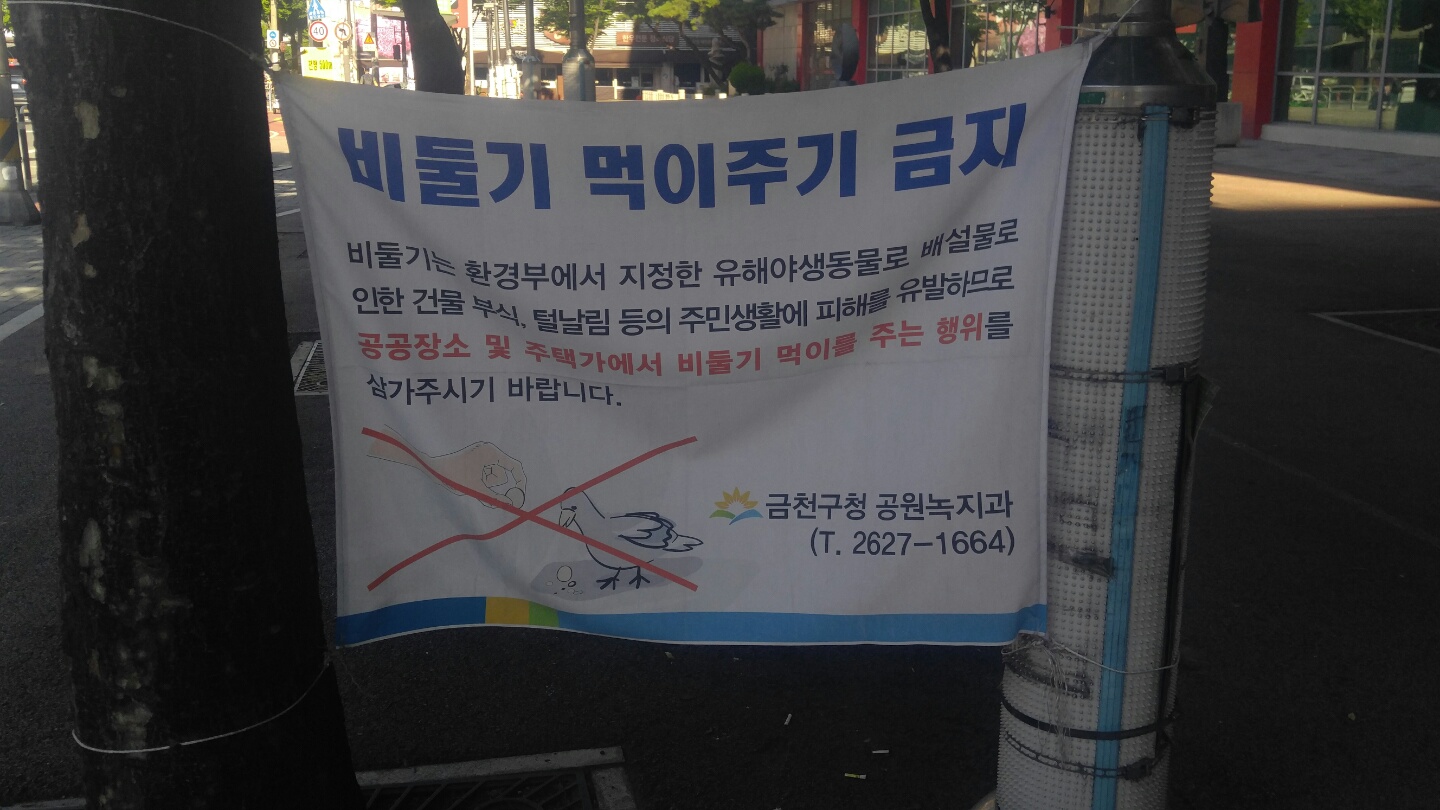 비둘기 먹이주기 금지
비둘기는 환경부에서 지정한 유해야생동물로 배설물로
인한 건물 부식, 털날림 등의 주민생활에 피해를 유발하므로
공공장소 및 주택가에서 비둘기 먹이를 주는 행위를
삼가주시기 바랍니다.
금천구청 공원녹지과
(T. 2627-1664)
40